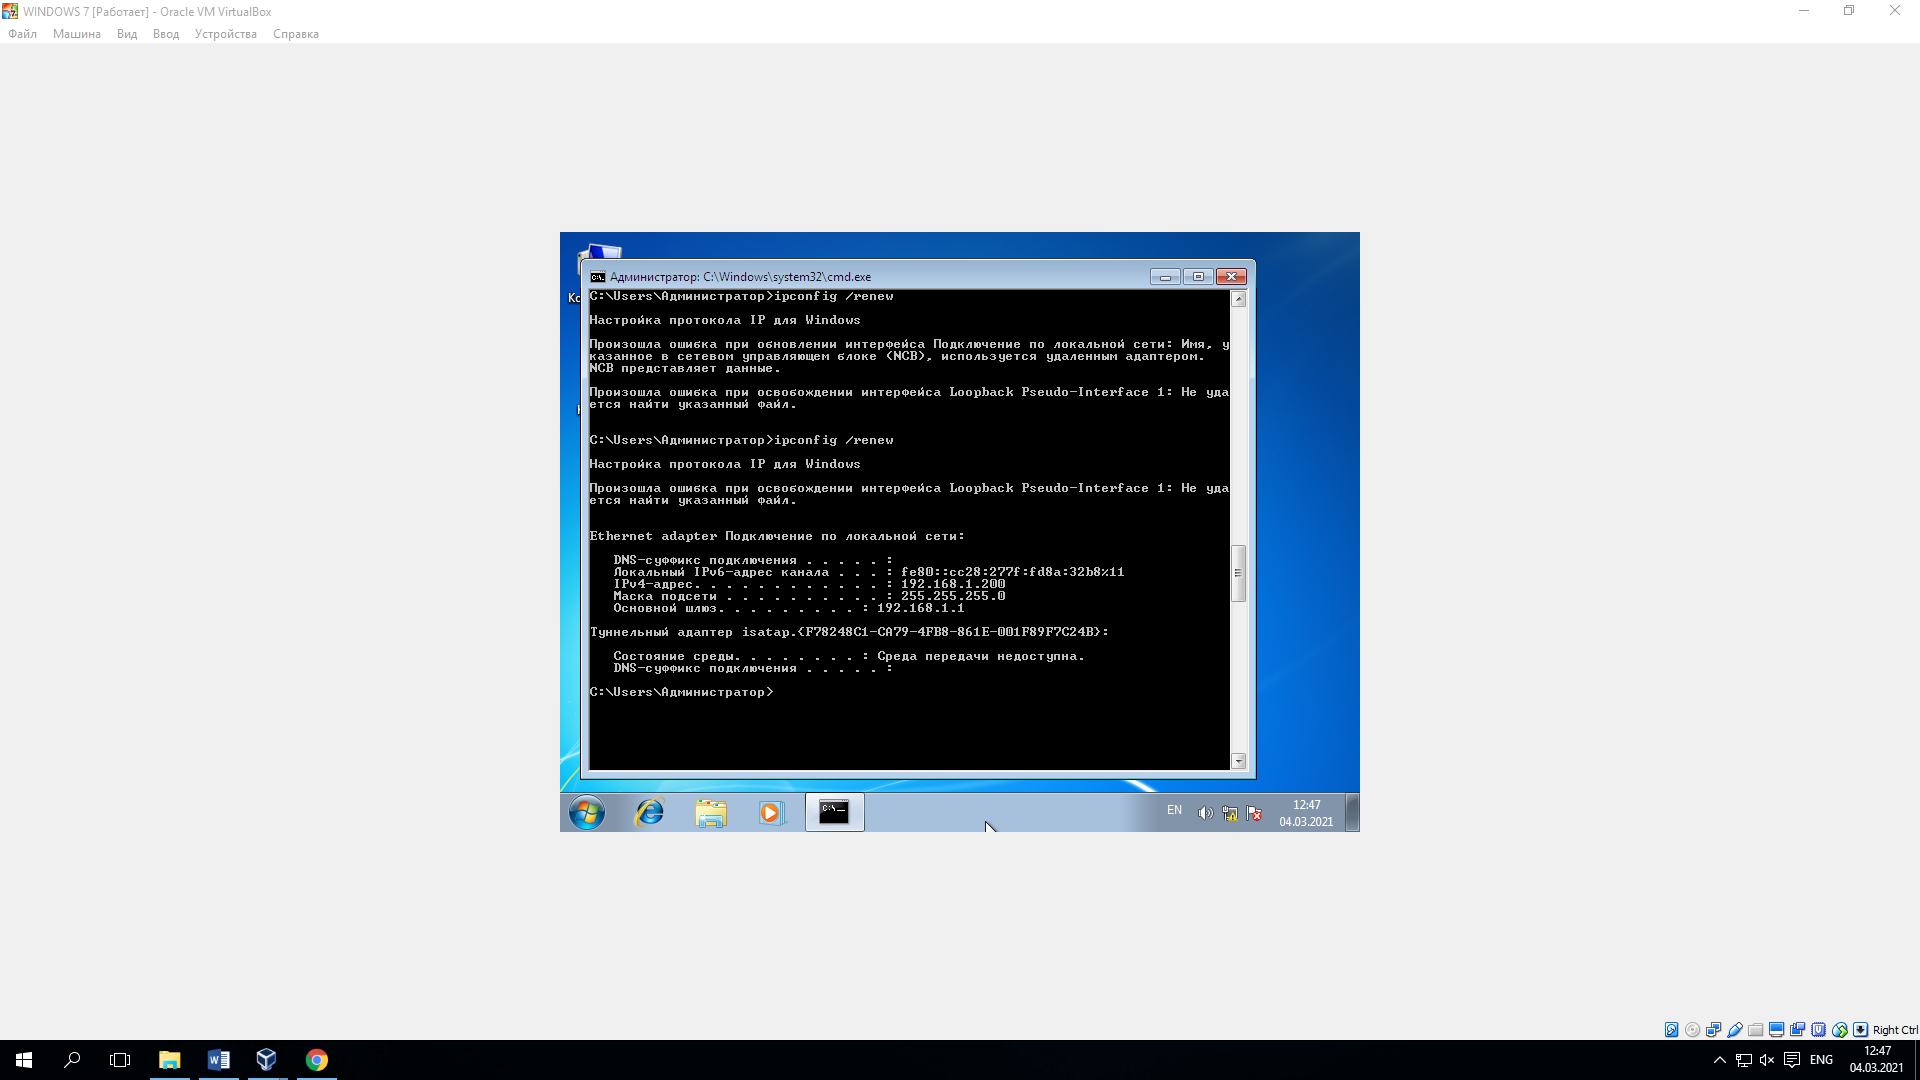 WINDOWS 7 [Работает] - Oracle VM VirtualBox
Файл Машина Вид Ввод Устройства Справка
Администратор: C:\Windows\system32\cmd.exe
C:\Users\Администратор>ipconfig /renew
Настройка протокола IP для Windows
Произошла ошибка при обновлении интерфейса Подключение по локальной сети: Имя, у
казанное в сетевом управляющем блоке (NCB), используется удаленным адаптером.
NCB представляет данные.
Произошла ошибка при освобождении интерфейса Loopback Pseudo-Interface 1: Не уда
ется найти указанный файл.
C:\Users\Администратор>ipconfig /renew
Настройка протокола IP для Windows
Произошла ошибка при освобождении интерфейса Loopback Pseudo-Interface 1: Не уда
ется найти указанный файл.
Ethernet adapter Подключение по локальной сети:
DNS-суффикс подключения . . . . . :
Локальный IPv6-адрес канала . . . : fe80::cc28:277f:fd8a:32b8%11
IPv4-адрес. . . . . . . . . . . . : 192.168.1.200
Маска подсети . . . . . . . . . . : 255.255.255.0
Основной шлюз. . . . . . . . . : 192.168.1.1
Туннельный адаптер isatap.{F78248C1-CA79-4FB8-861E-001F89F7C24B}:
Состояние среды. . . . . . . . : Среда передачи недоступна.
DNS-суффикс подключения . . . . . :
C:\Users\Администратор>
EN
12:47
04.03.2021
Right Ctrl
ENG
12:47
04.03.2021